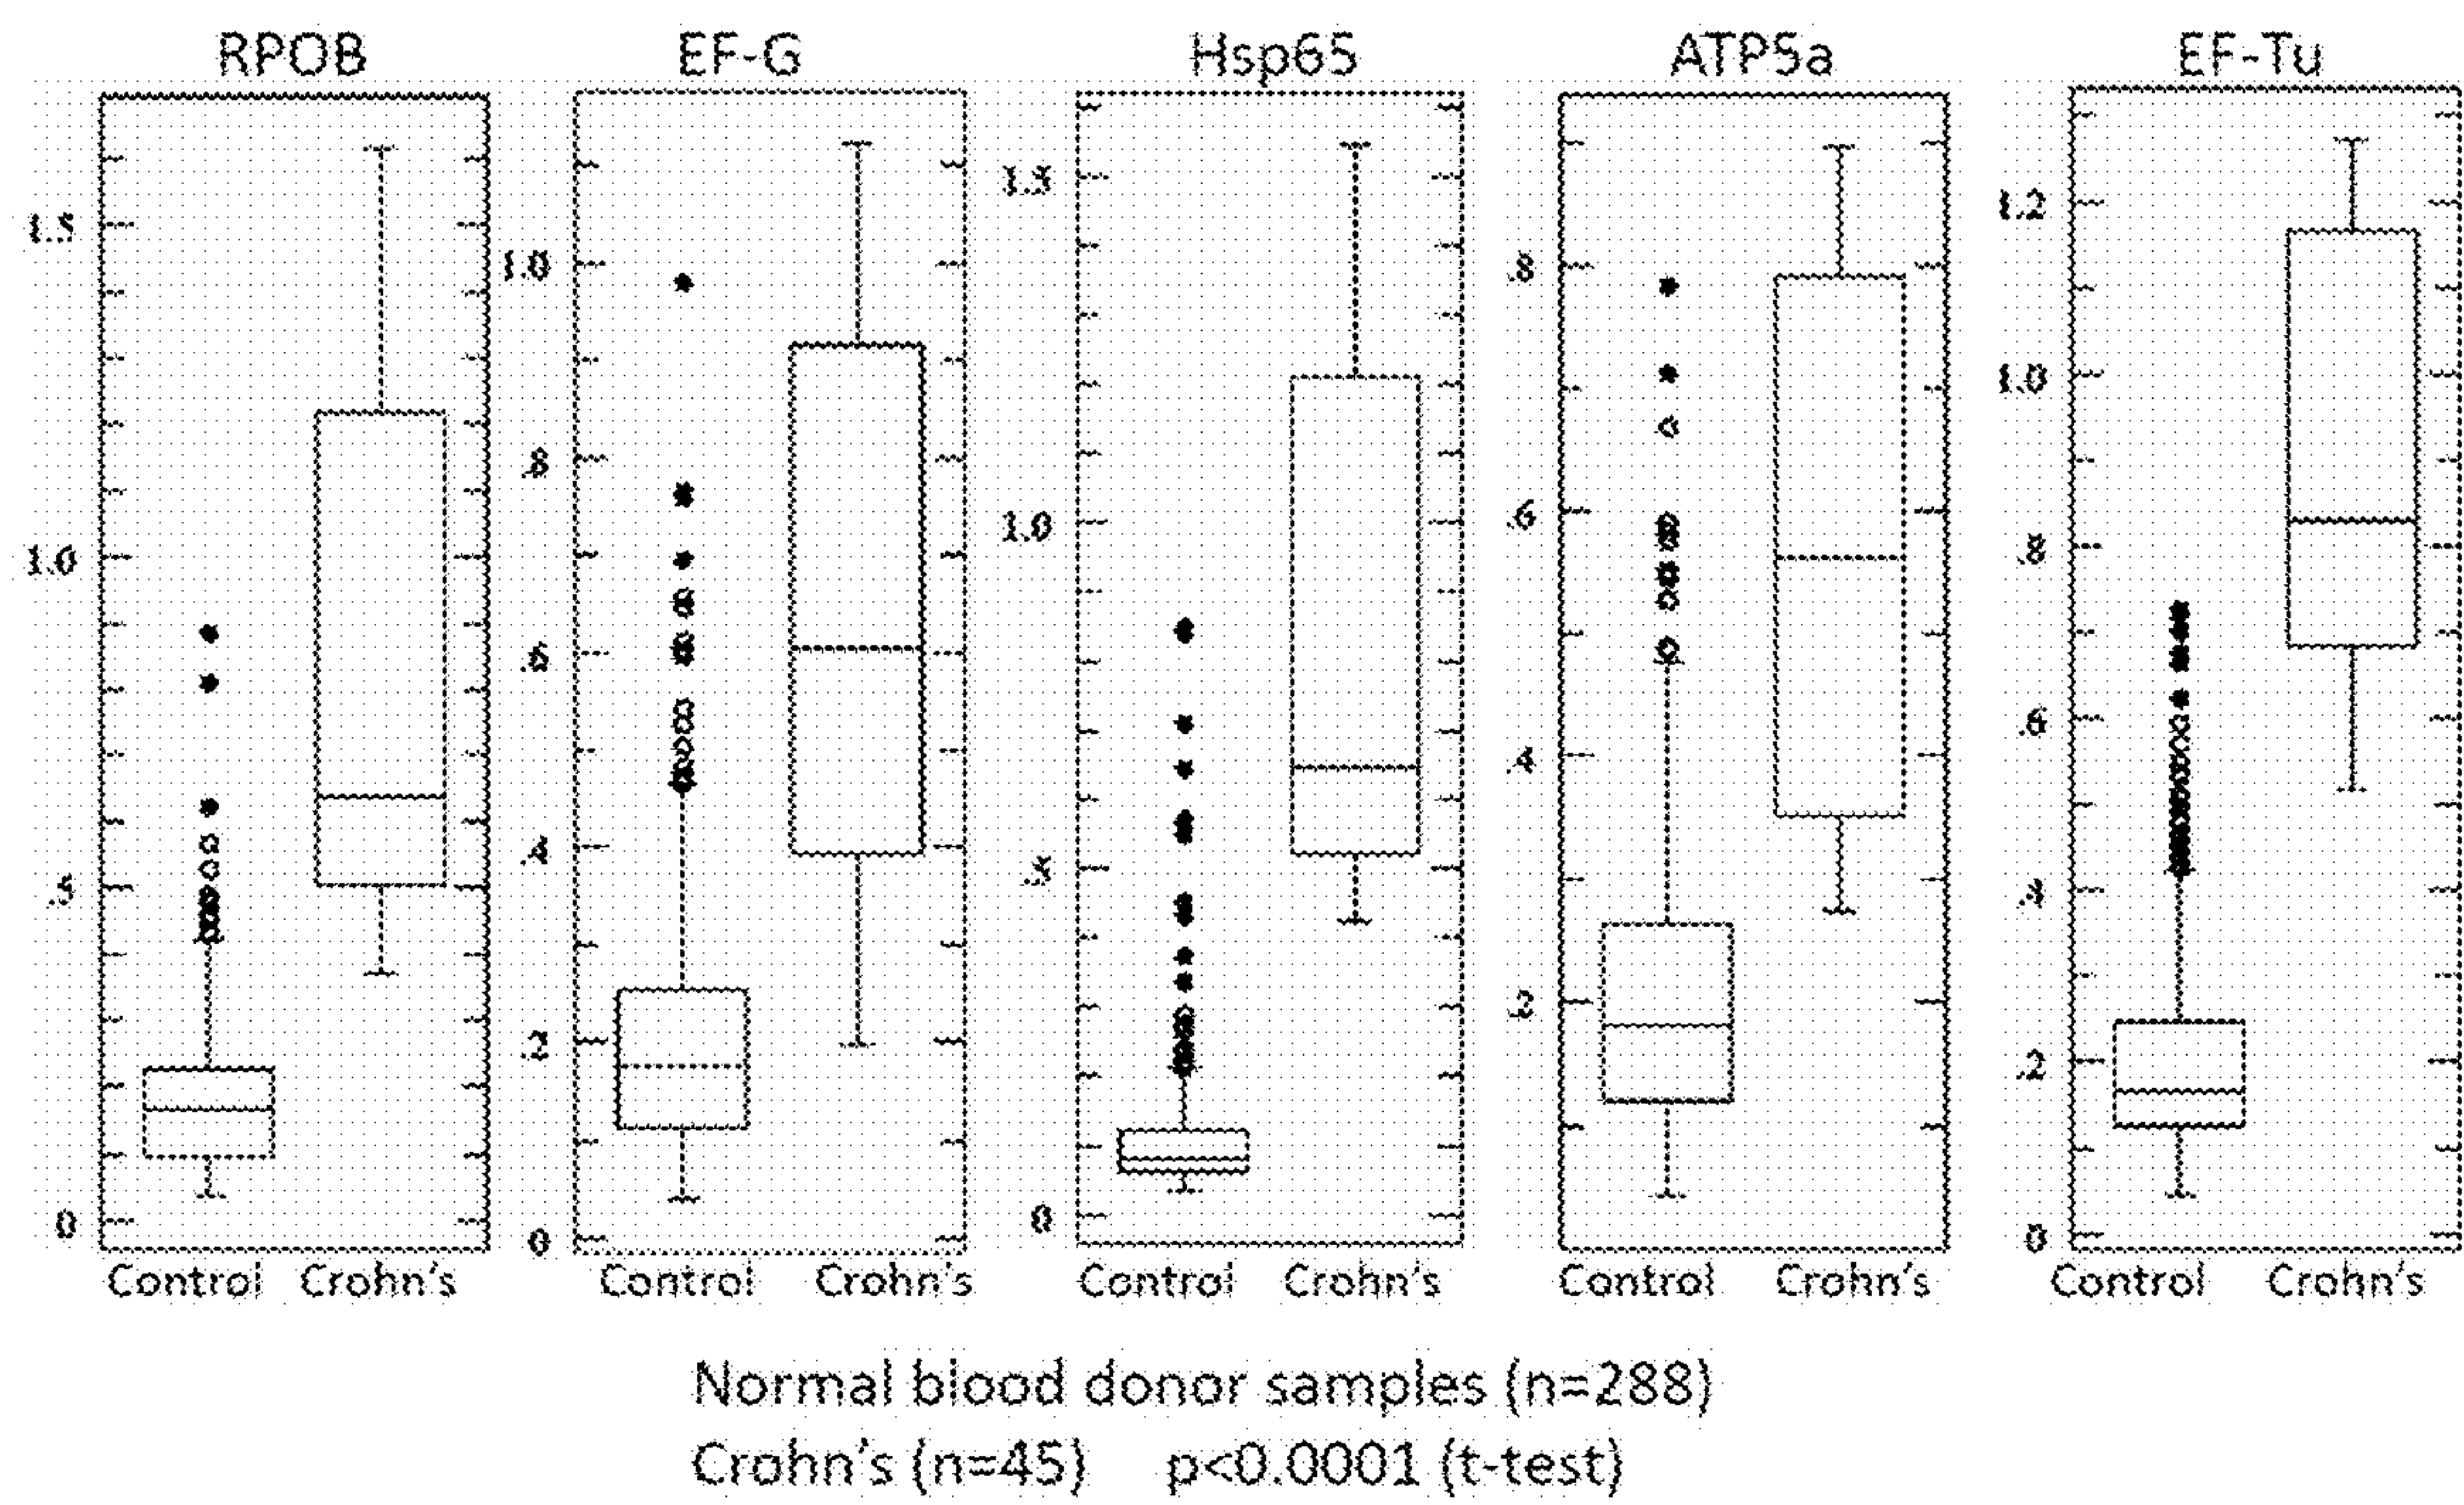 RPOB EF-G Hsp65 ATP5a EF-Tu
1.5 1.0 .5 0
1.0 .8 .6 .4 .2 0
1.5 1.0 .5 0
.8 .6 .4 .2
1.2 1.0 .8 .6 .4 .2 0
Control Crohn's Control Crohn's Control Crohn's Control Crohn's Control Crohn's
Normal blood donor samples (n=288)
Crohn's (n=45) p<0.0001 (t-test)